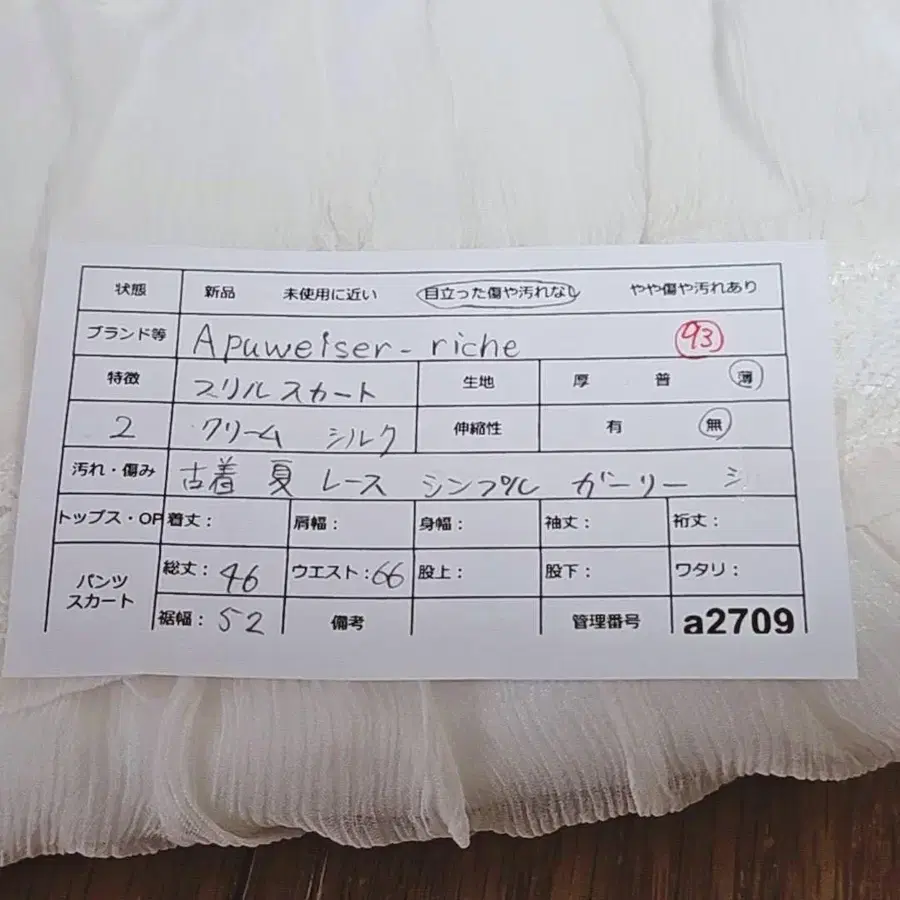 状態 新品 未使用に近い 目立った傷や汚れなし やや傷や汚れあり
ブランド等 Apuweiser-riche 93
特徴 フリルスカート 生地 厚 普 薄
2 クリーム シルク 伸縮性 有 無
汚れ・傷み 古着 夏 レース シンプル ガーリー シ
トップス・OP 着丈： 肩幅： 身幅： 袖丈： 裄丈：
パンツ スカート 総丈：46 ウエスト：66 股上： 股下： ワタリ：
裾幅：52 備考 管理番号 a2709